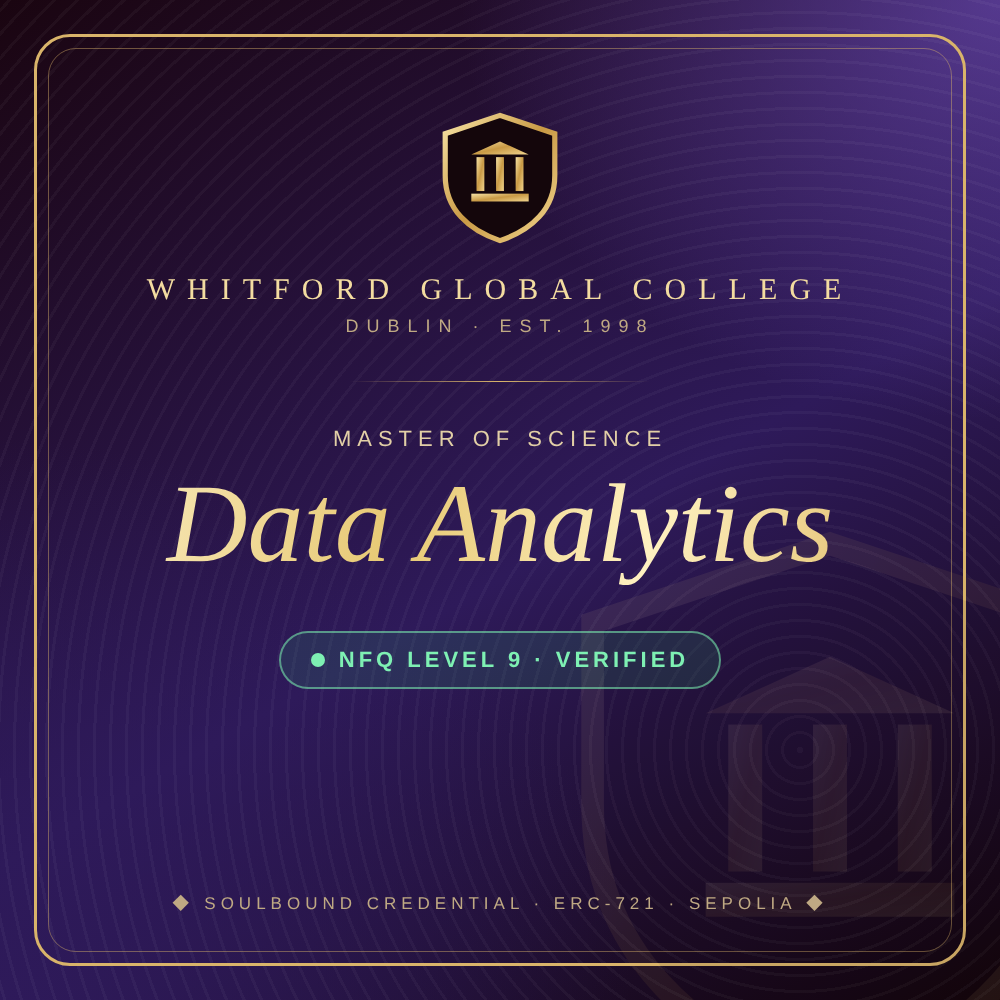 WHITFORD GLOBAL COLLEGE
DUBLIN · EST. 1998
MASTER OF SCIENCE
Data Analytics
NFQ LEVEL 9 · VERIFIED
SOULBOUND CREDENTIAL · ERC-721 · SEPOLIA